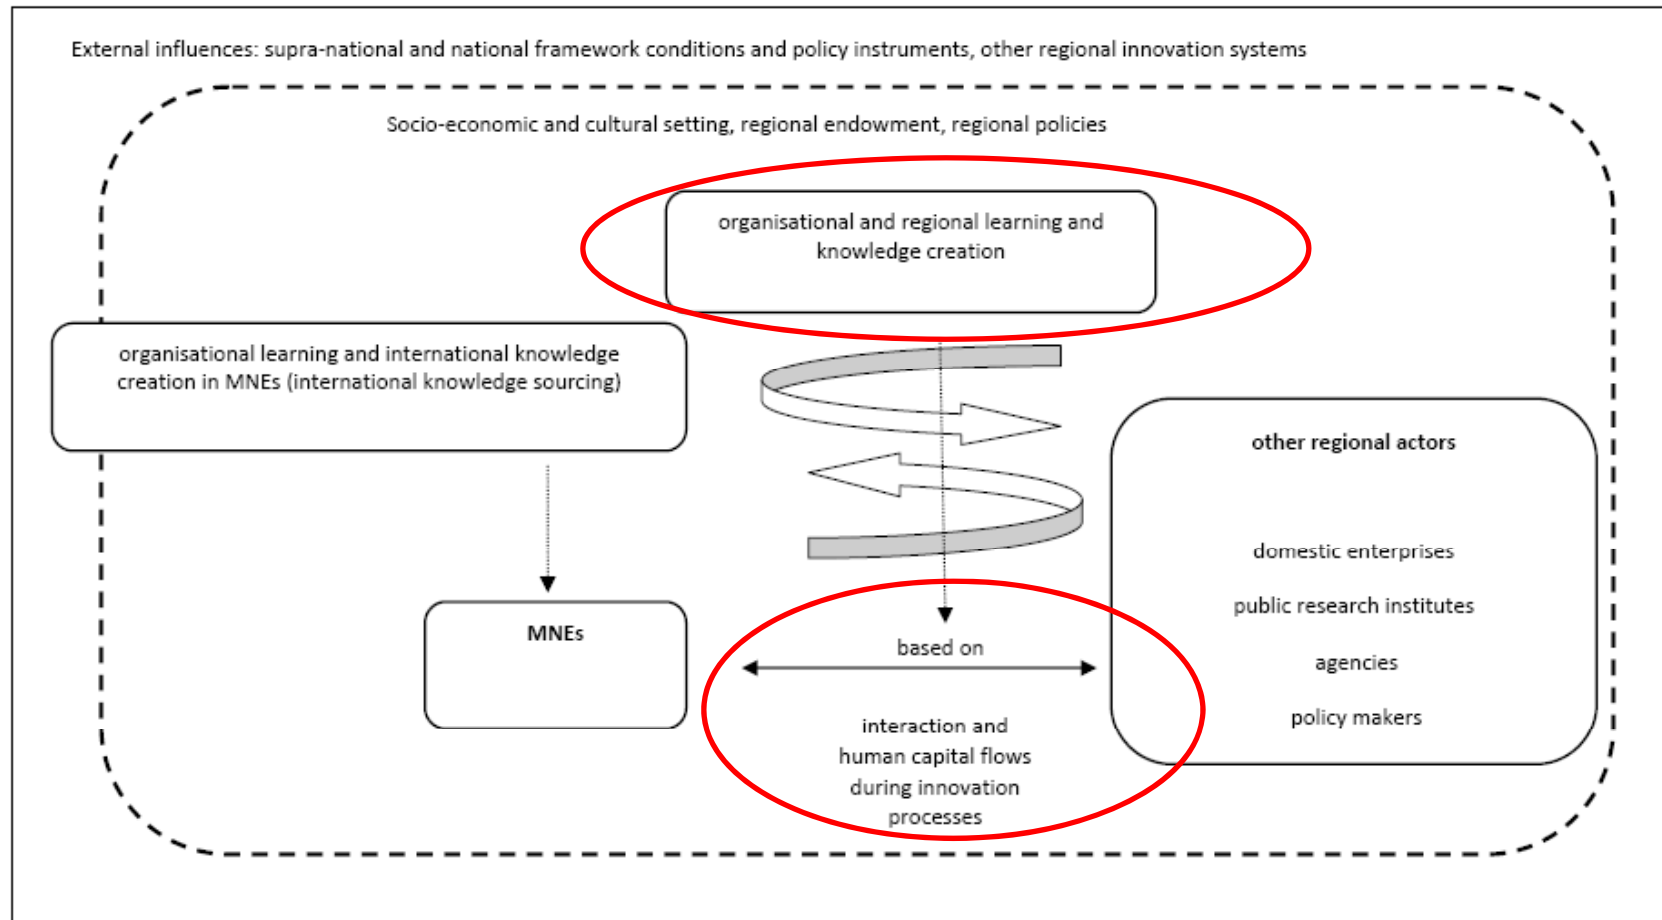 External influences: supra-national and national framework conditions and policy instruments, other regional innovation systems
Socio-economic and cultural setting, regional endowment, regional policies
organisational and regional learning and
knowledge creation
organisational learning and international knowledge
creation in MNEs (international knowledge sourcing)
other regional actors
domestic enterprises
public research institutes
agencies
policy makers
MNEs
based on
interaction and
human capital flows
during innovation
processes